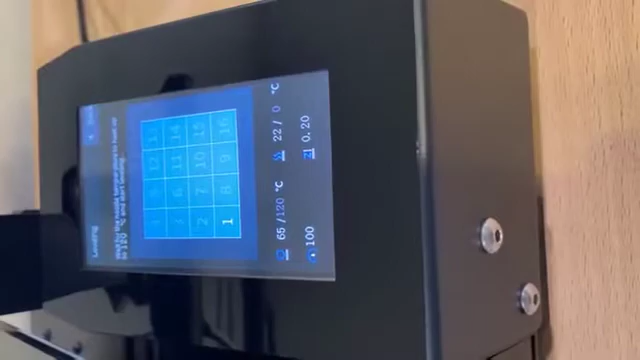 Leveling
Wait for the nozzle temperature to heat up
to 120 °C and start leveling...
4 5 12 13
3 6 11 14
2 7 10 15
1 8 9 16
65 /120 °C 22 / 0 °C
100 0.20